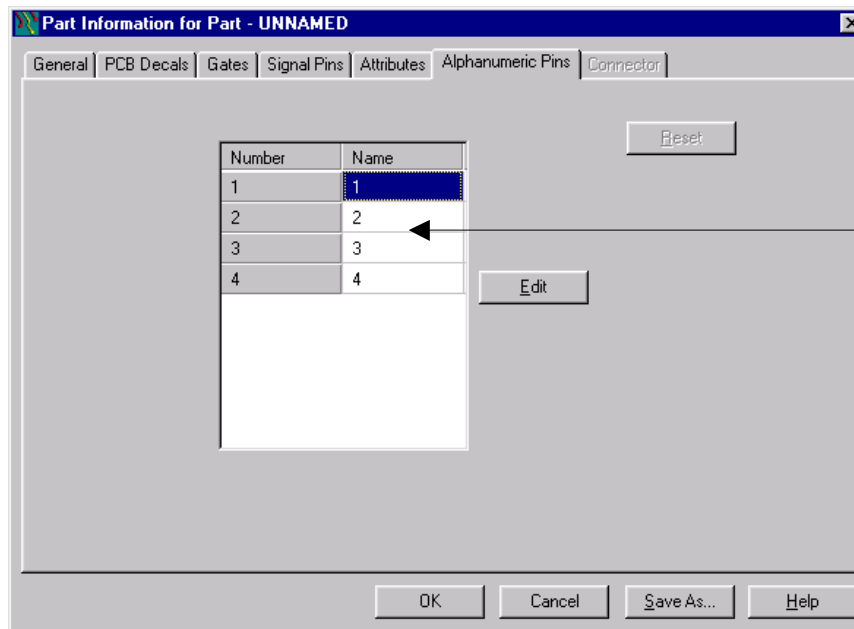 Part Information for Part - UNNAMED
General PCB Decals Gates Signal Pins Attributes Alphanumeric Pins Connector
Reset
Number Name
1 1
2 2
3 3
4 4
Edit
OK Cancel Save As... Help